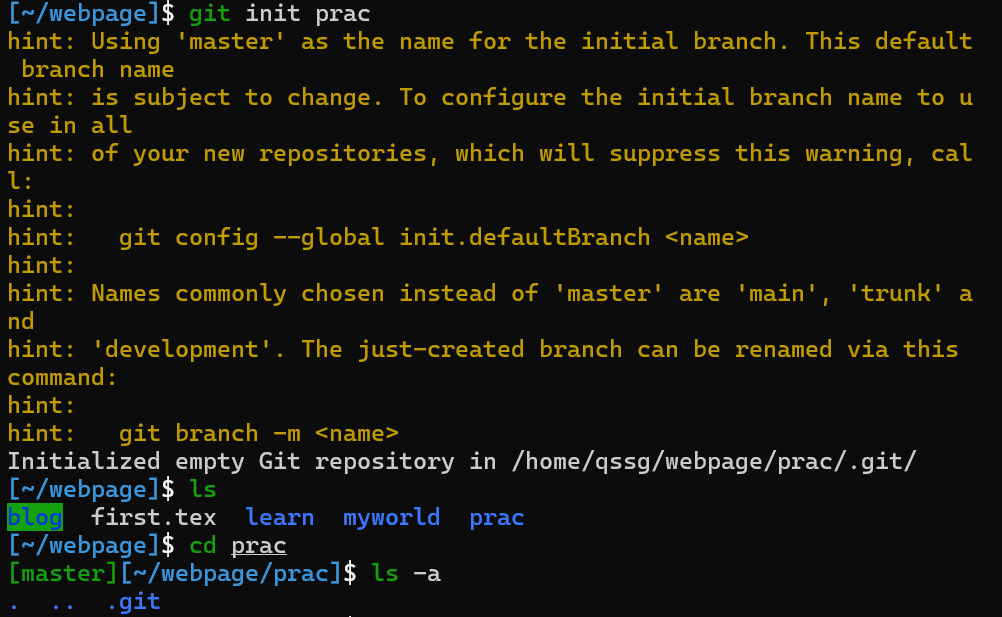 [~/webpage]$ git init prac
hint: Using 'master' as the name for the initial branch. This default
 branch name
hint: is subject to change. To configure the initial branch name to u
se in all
hint: of your new repositories, which will suppress this warning, cal
l:
hint:
hint:   git config --global init.defaultBranch <name>
hint:
hint: Names commonly chosen instead of 'master' are 'main', 'trunk' a
nd
hint: 'development'. The just-created branch can be renamed via this
command:
hint:
hint:   git branch -m <name>
Initialized empty Git repository in /home/qssg/webpage/prac/.git/
[~/webpage]$ ls
blog  first.tex  learn  myworld  prac
[~/webpage]$ cd prac
[master][~/webpage/prac]$ ls -a
.  ..  .git